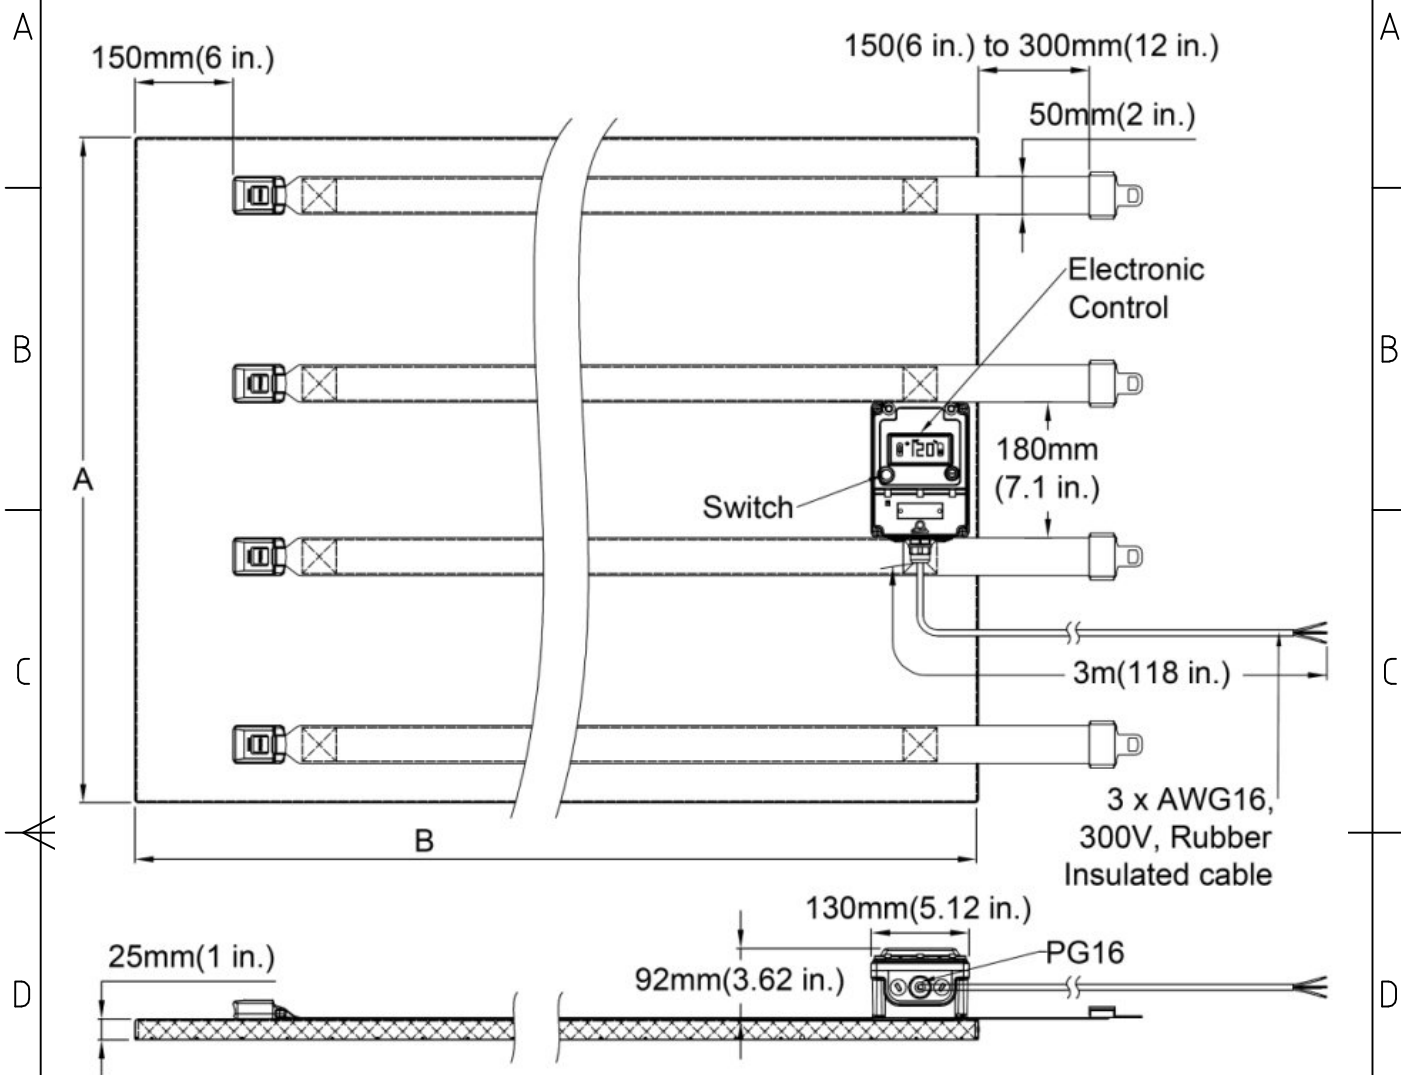 A
A
150mm(6 in.)
150(6 in.) to 300mm(12 in.)
50mm(2 in.)
Electronic
Control
B
B
180mm
(7.1 in.)
A
Switch
C
C
3m(118 in.)
3 x AWG16,
300V, Rubber
Insulated cable
B
130mm(5.12 in.)
25mm(1 in.)
PG16
92mm(3.62 in.)
D
D